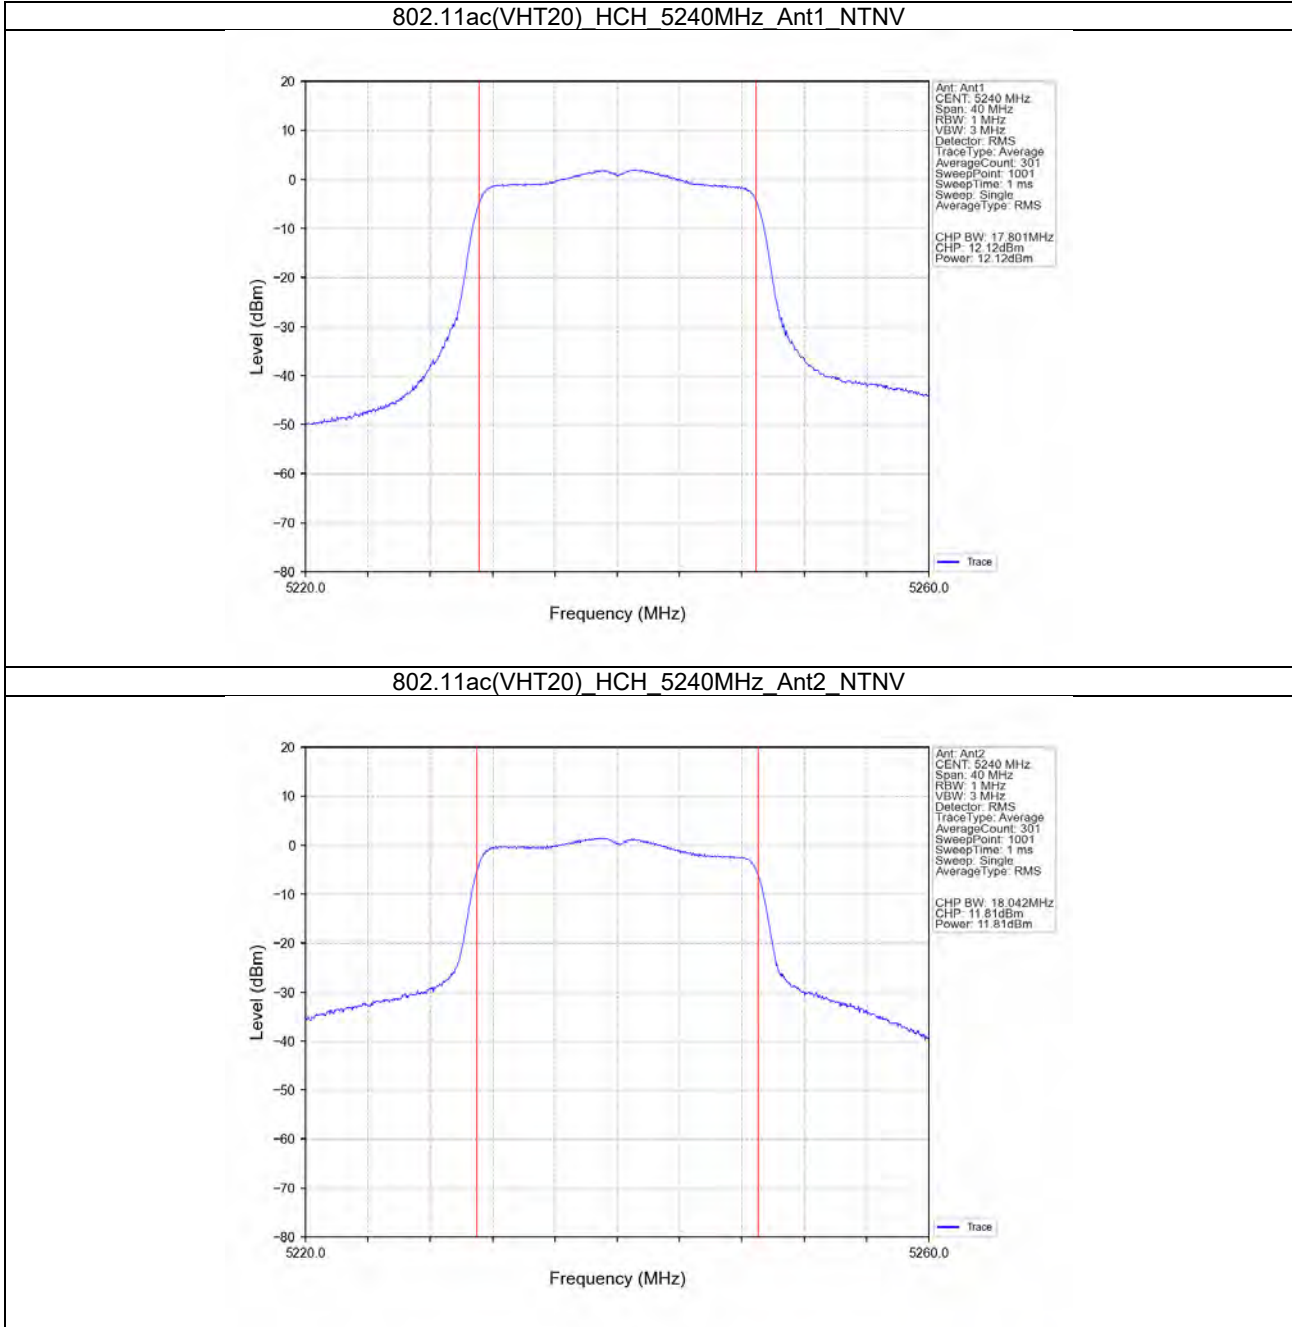 802.11ac(VHT20)_HCH_5240MHz_Ant1_NTNV
20
10
0
−10
−20
−30
−40
−50
−60
−70
−80
Level (dBm)
5220.0
5260.0
Frequency (MHz)
Ant: Ant1
CENT: 5240 MHz
Span: 40 MHz
RBW: 1 MHz
VBW: 3 MHz
Detector: RMS
TraceType: Average
AverageCount: 301
SweepPoint: 1001
SweepTime: 1 ms
Sweep: Single
AverageType: RMS
CHP BW: 17.801MHz
CHP: 12.12dBm
Power: 12.12dBm
Trace
802.11ac(VHT20)_HCH_5240MHz_Ant2_NTNV
20
10
0
−10
−20
−30
−40
−50
−60
−70
−80
Level (dBm)
5220.0
5260.0
Frequency (MHz)
Ant: Ant2
CENT: 5240 MHz
Span: 40 MHz
RBW: 1 MHz
VBW: 3 MHz
Detector: RMS
TraceType: Average
AverageCount: 301
SweepPoint: 1001
SweepTime: 1 ms
Sweep: Single
AverageType: RMS
CHP BW: 18.042MHz
CHP: 11.81dBm
Power: 11.81dBm
Trace